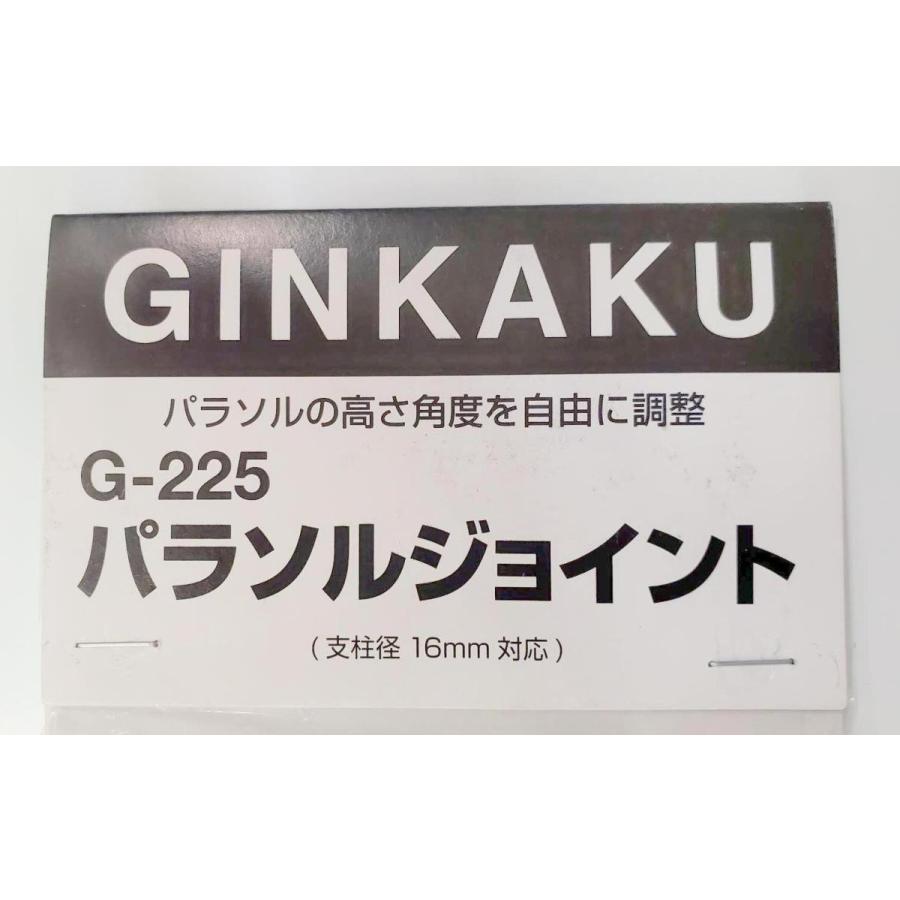 GINKAKU
パラソルの高さ角度を自由に調整
G-225
パラソルジョイント
(支柱径 16mm 対応)